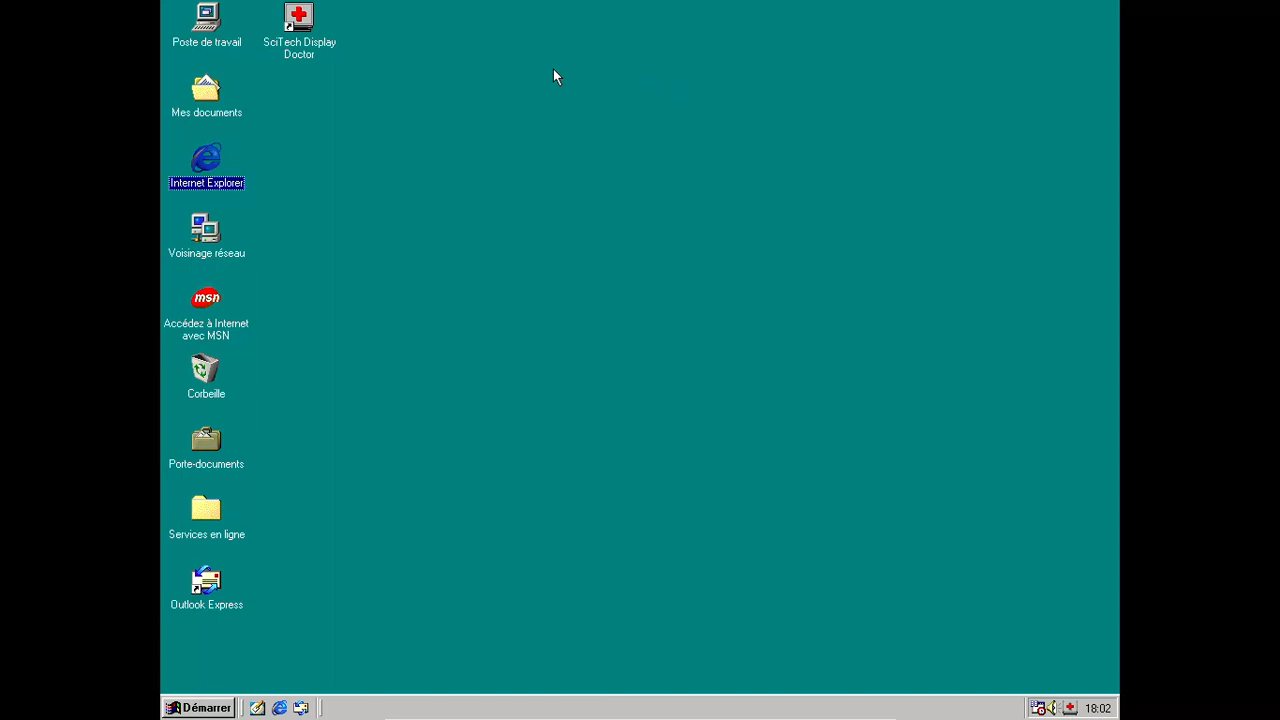 Poste de travail
SciTech Display
Doctor
Mes documents
Internet Explorer
Voisinage réseau
msn
Accédez à Internet
avec MSN
Corbeille
Porte-documents
Services en ligne
Outlook Express
Démarrer
18:02